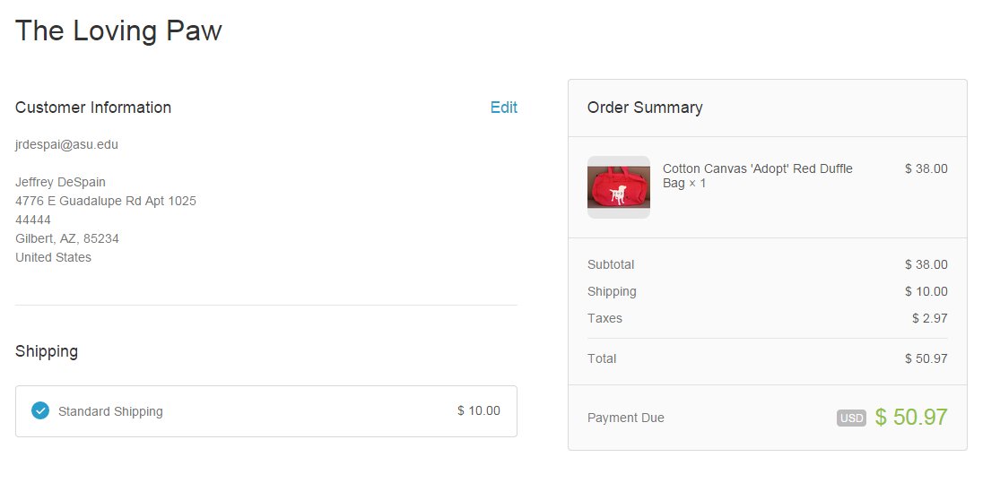 The Loving Paw
Customer Information
Edit
jrdespai@asu.edu
Jeffrey DeSpain
4776 E Guadalupe Rd Apt 1025
44444
Gilbert, AZ, 85234
United States
Shipping
Standard Shipping
$ 10.00
Order Summary
Cotton Canvas 'Adopt' Red Duffle
Bag × 1
$ 38.00
Subtotal
$ 38.00
Shipping
$ 10.00
Taxes
$ 2.97
Total
$ 50.97
Payment Due
USD $ 50.97